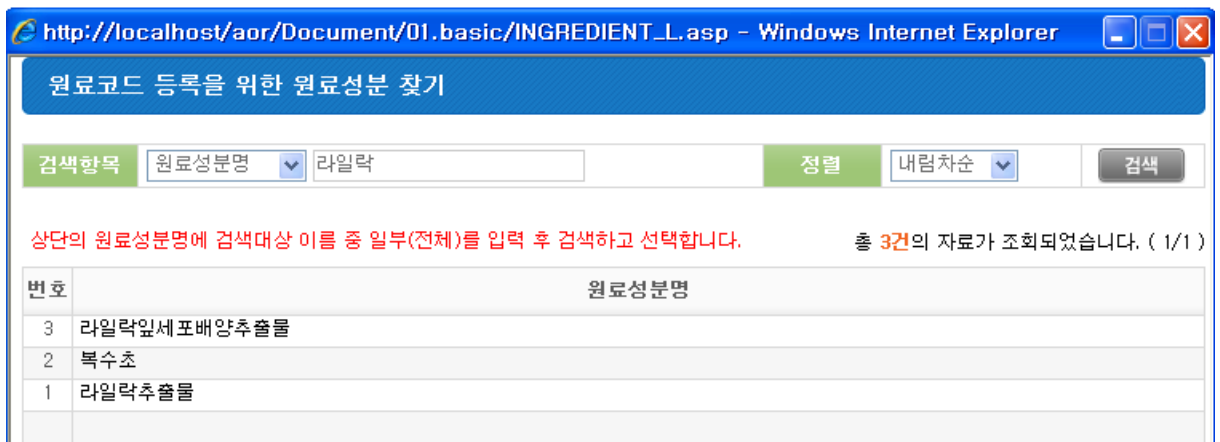 http://localhost/aor/Document/01.basic/INGREDIENT_L.asp - Windows Internet Explorer
원료코드 등록을 위한 원료성분 찾기
검색항목 원료성분명 라일락 정렬 내림차순 검색
상단의 원료성분명에 검색대상 이름 중 일부(전체)를 입력 후 검색하고 선택합니다. 총 3건의 자료가 조회되었습니다. ( 1/1 )
번호 원료성분명
3 라일락잎세포배양추출물
2 복수초
1 라일락추출물